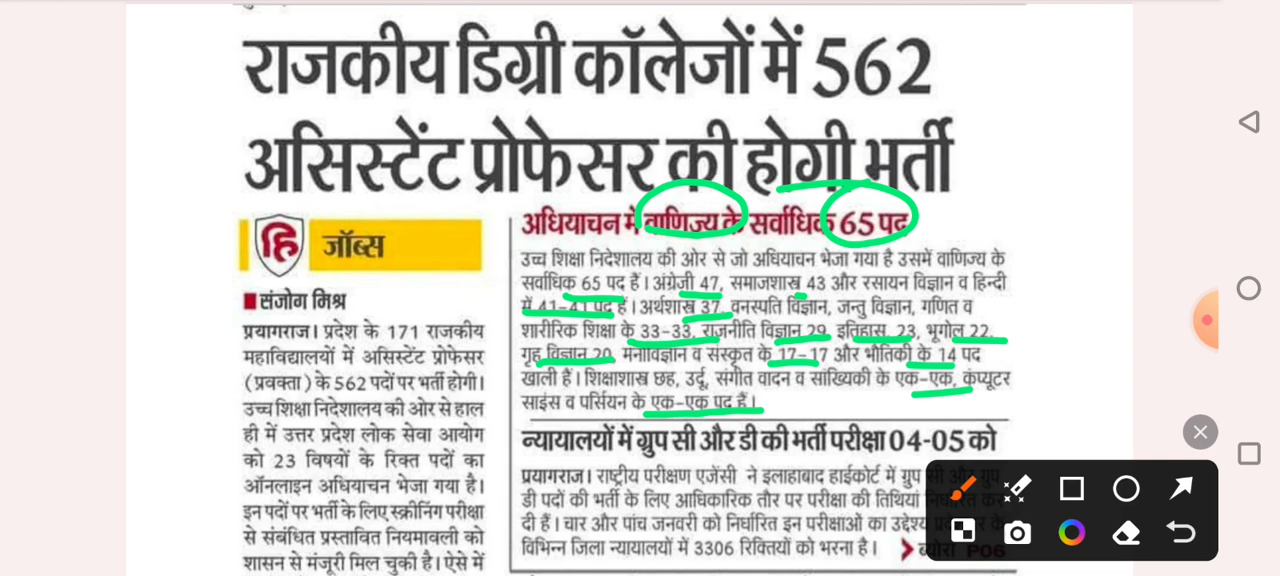 राजकीय डिग्री कॉलेजों में 562
असिस्टेंट प्रोफेसर की होगी भर्ती
हि जॉब्स
■ संजोग मिश्र
प्रयागराज। प्रदेश के 171 राजकीय
महाविद्यालयों में असिस्टेंट प्रोफेसर
(प्रवक्ता) के 562 पदों पर भर्ती होगी।
उच्च शिक्षा निदेशालय की ओर से हाल
ही में उत्तर प्रदेश लोक सेवा आयोग
को 23 विषयों के रिक्त पदों का
ऑनलाइन अधियाचन भेजा गया है।
इन पदों पर भर्ती के लिए स्क्रीनिंग परीक्षा
से संबंधित प्रस्तावित नियमावली को
शासन से मंजूरी मिल चुकी है। ऐसे में
अधियाचन में वाणिज्य के सर्वाधिक 65 पद
उच्च शिक्षा निदेशालय की ओर से जो अधियाचन भेजा गया है उसमें वाणिज्य के
सर्वाधिक 65 पद हैं। अंग्रेजी 47, समाजशास्त्र 43 और रसायन विज्ञान व हिन्दी
में 41-41 पद हैं। अर्थशास्त्र 37, वनस्पति विज्ञान, जन्तु विज्ञान, गणित व
शारीरिक शिक्षा के 33-33, राजनीति विज्ञान 29, इतिहास 23, भूगोल 22,
गृह विज्ञान 20, मनोविज्ञान व संस्कृत के 17-17 और भौतिकी के 14 पद
खाली हैं। शिक्षाशास्त्र छह, उर्दू, संगीत वादन व सांख्यिकी के एक-एक, कंप्यूटर
साइंस व पर्सियन के एक-एक पद हैं।
न्यायालयों में ग्रुप सी और डी की भर्ती परीक्षा 04-05 को
प्रयागराज। राष्ट्रीय परीक्षण एजेंसी ने इलाहाबाद हाईकोर्ट में ग्रुप सी और ग्रुप
डी पदों की भर्ती के लिए आधिकारिक तौर पर परीक्षा की तिथियां निर्धारित कर
दी हैं। चार और पांच जनवरी को निर्धारित इन परीक्षाओं का उद्देश्य प्रदेश के
विभिन्न जिला न्यायालयों में 3306 रिक्तियों को भरना है। ब्योरा P06